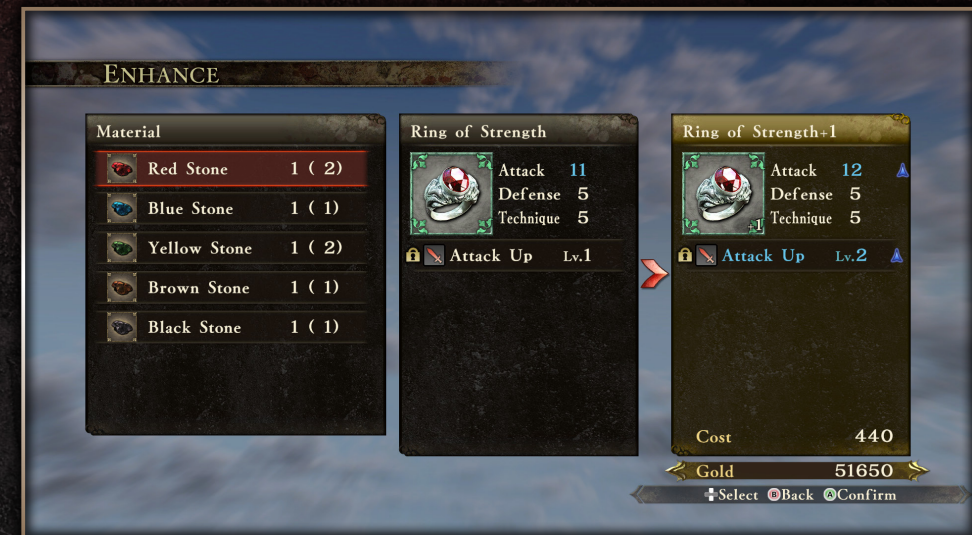 ENHANCE
Material
Red Stone 1 ( 2)
Blue Stone 1 ( 1)
Yellow Stone 1 ( 2)
Brown Stone 1 ( 1)
Black Stone 1 ( 1)
Ring of Strength
Attack 11
Defense 5
Technique 5
Attack Up Lv.1
Ring of Strength+1
+1
Attack 12
Defense 5
Technique 5
Attack Up Lv.2
Cost 440
Gold 51650
Select B Back A Confirm